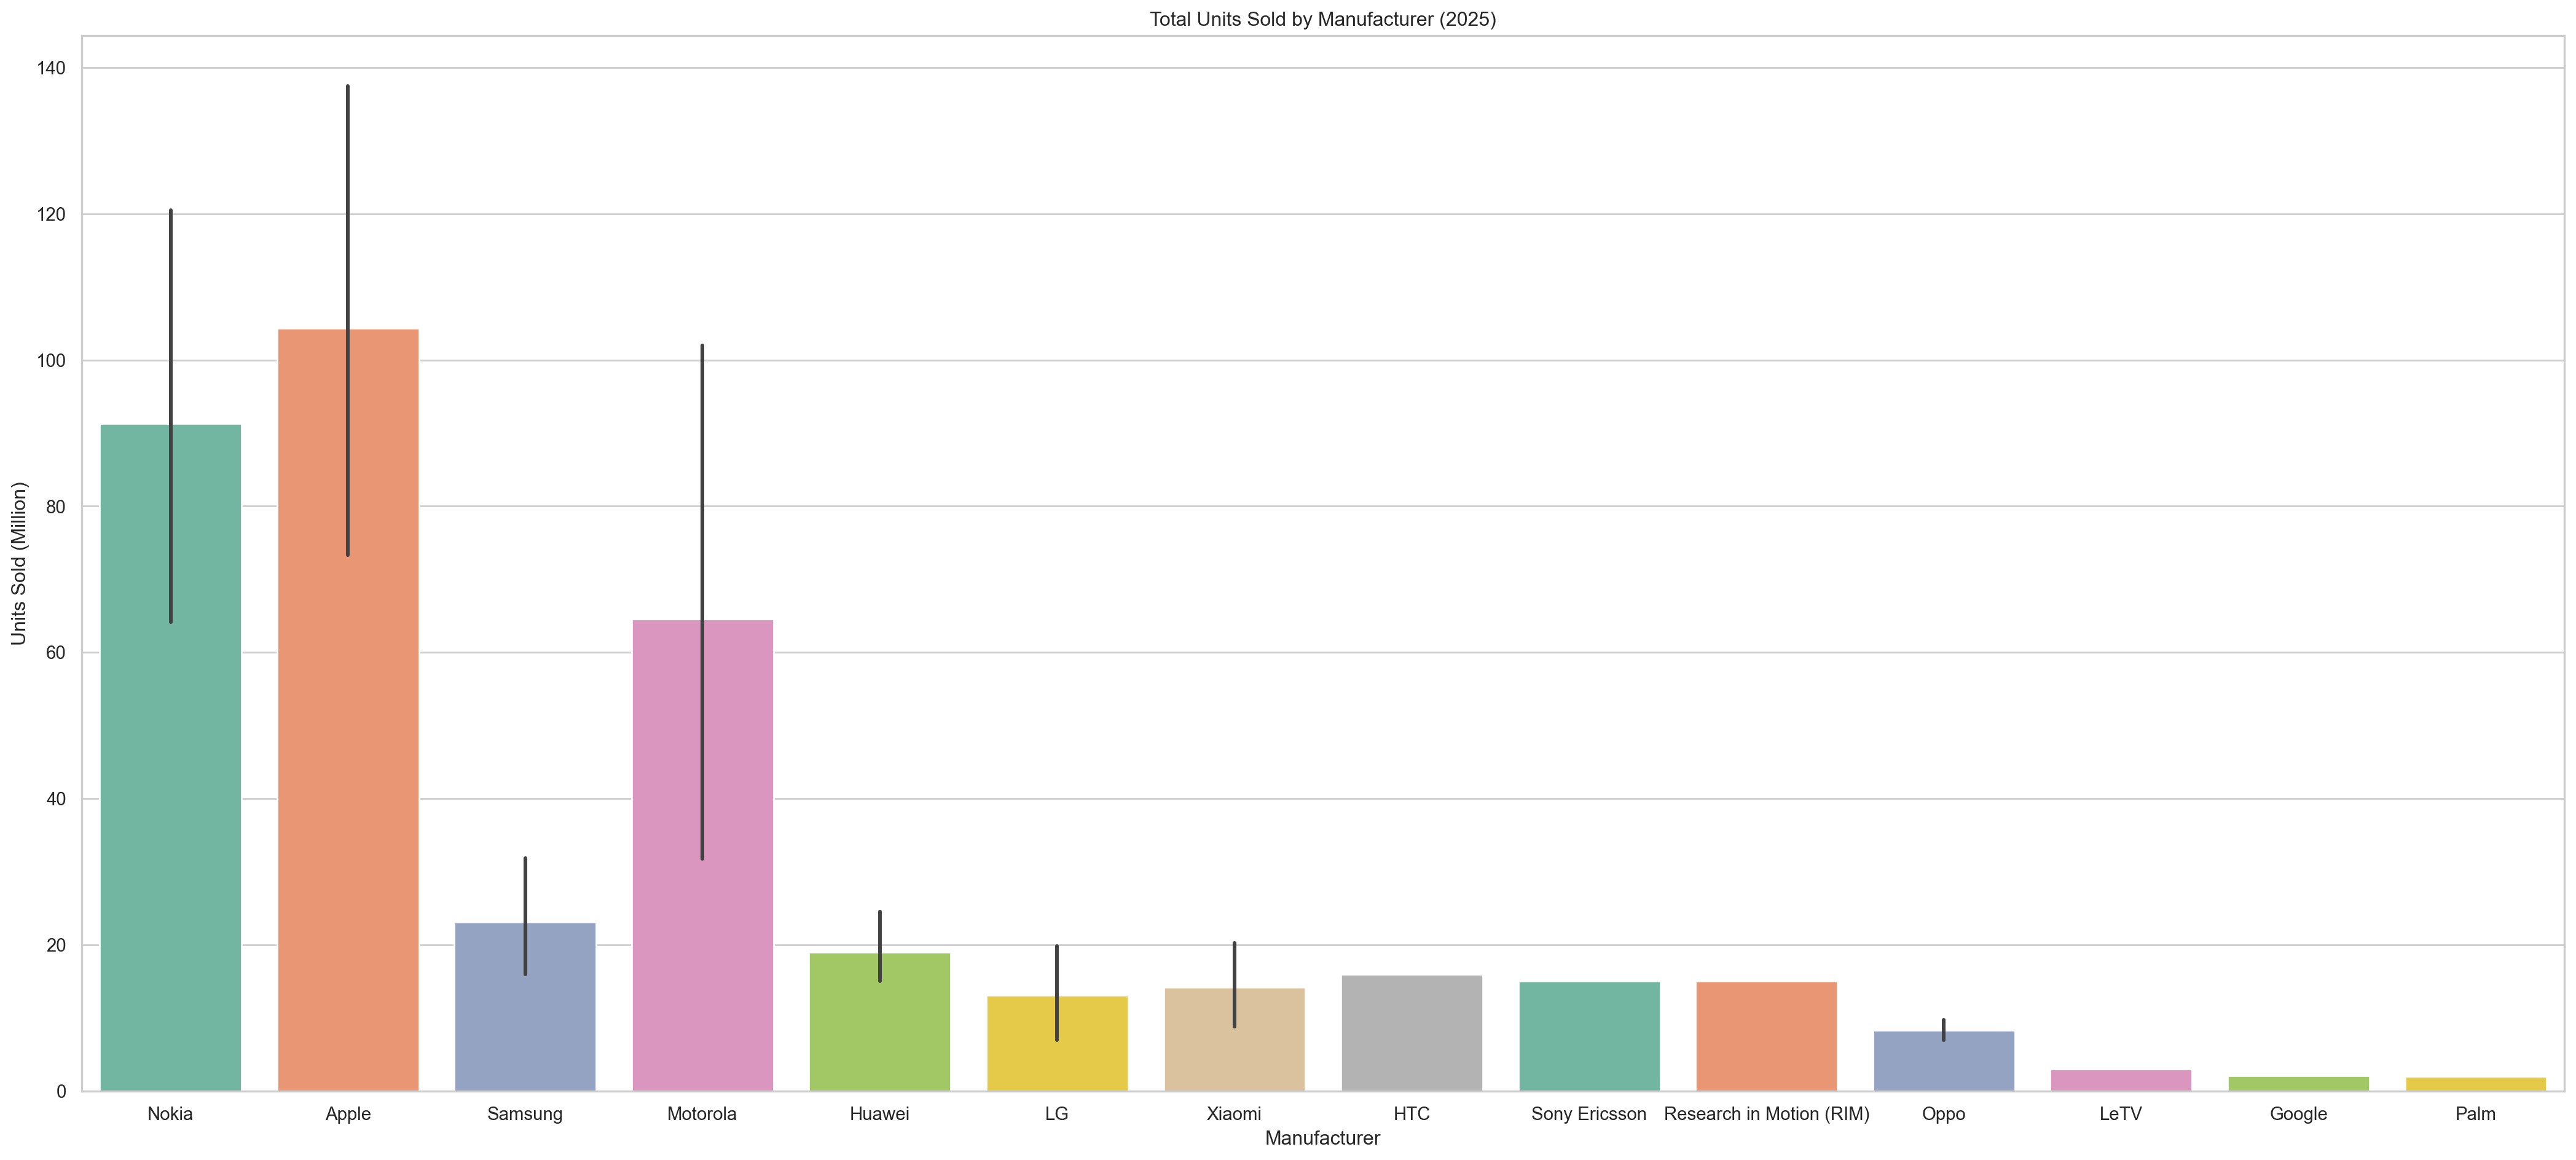 Total Units Sold by Manufacturer (2025)
Units Sold (Million)
140
120
100
80
60
40
20
0
Nokia Apple Samsung Motorola Huawei LG Xiaomi HTC Sony Ericsson Research in Motion (RIM) Oppo LeTV Google Palm
Manufacturer